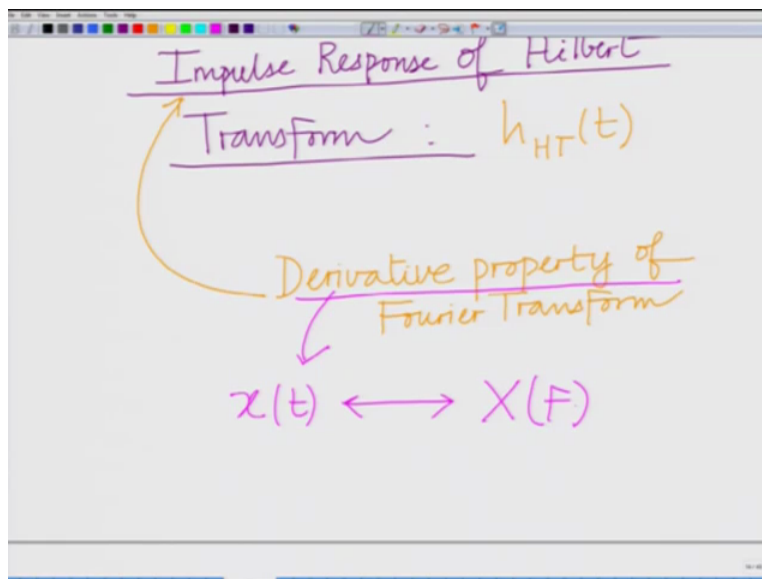 Impulse Response of Hilbert
Transform : h_HT(t)
Derivative property of
Fourier Transform
x(t) ⟷ X(F)